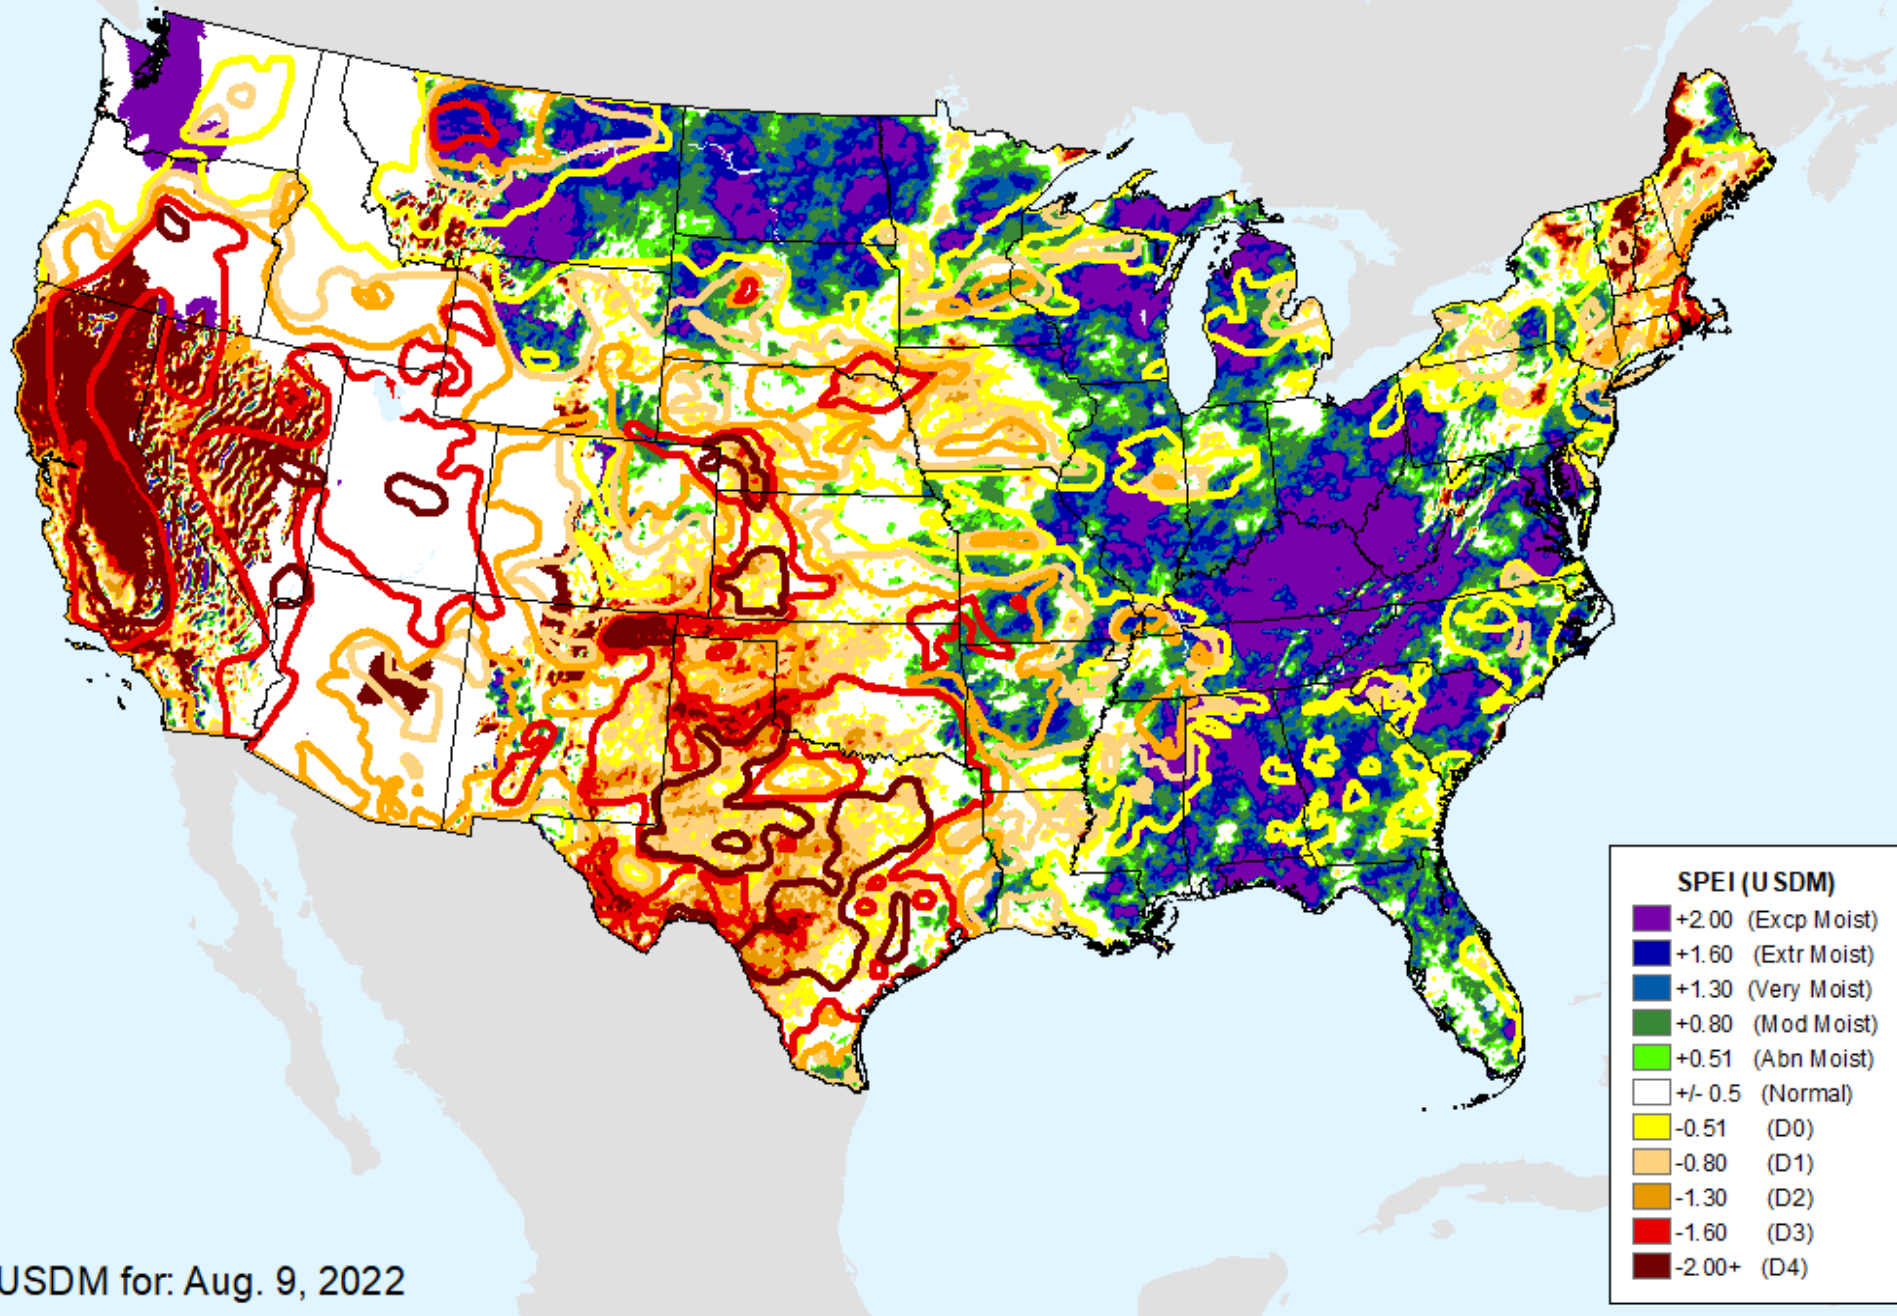 SPEI (USDM)
+2.00 (Excp Moist)
+1.60 (Extr Moist)
+1.30 (Very Moist)
+0.80 (Mod Moist)
+0.51 (Abn Moist)
+/- 0.5 (Normal)
-0.51 (D0)
-0.80 (D1)
-1.30 (D2)
-1.60 (D3)
-2.00+ (D4)
USDM for: Aug. 9, 2022